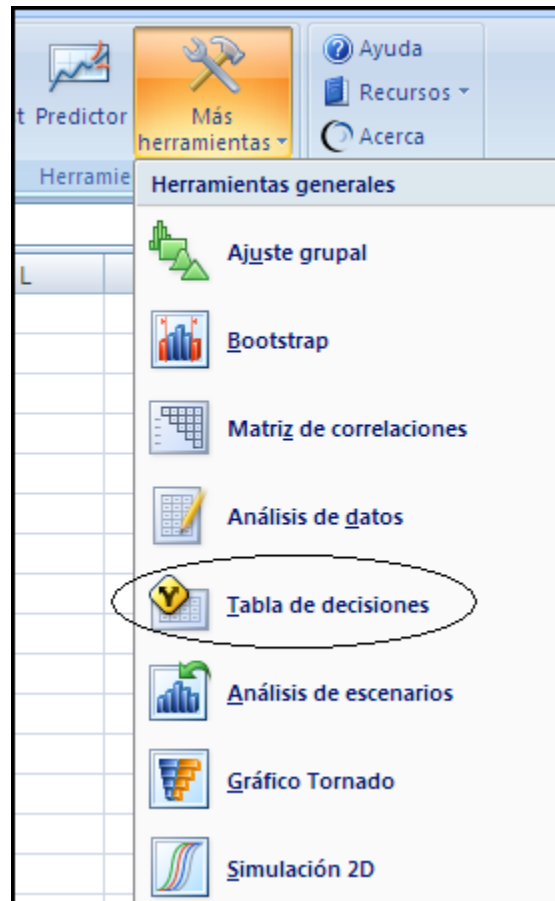 t Predictor
Más
herramientas
Ayuda
Recursos
Acerca
Herramie
Herramientas generales
L
Ajuste grupal
Bootstrap
Matriz de correlaciones
Análisis de datos
Tabla de decisiones
Análisis de escenarios
Gráfico Tornado
Simulación 2D